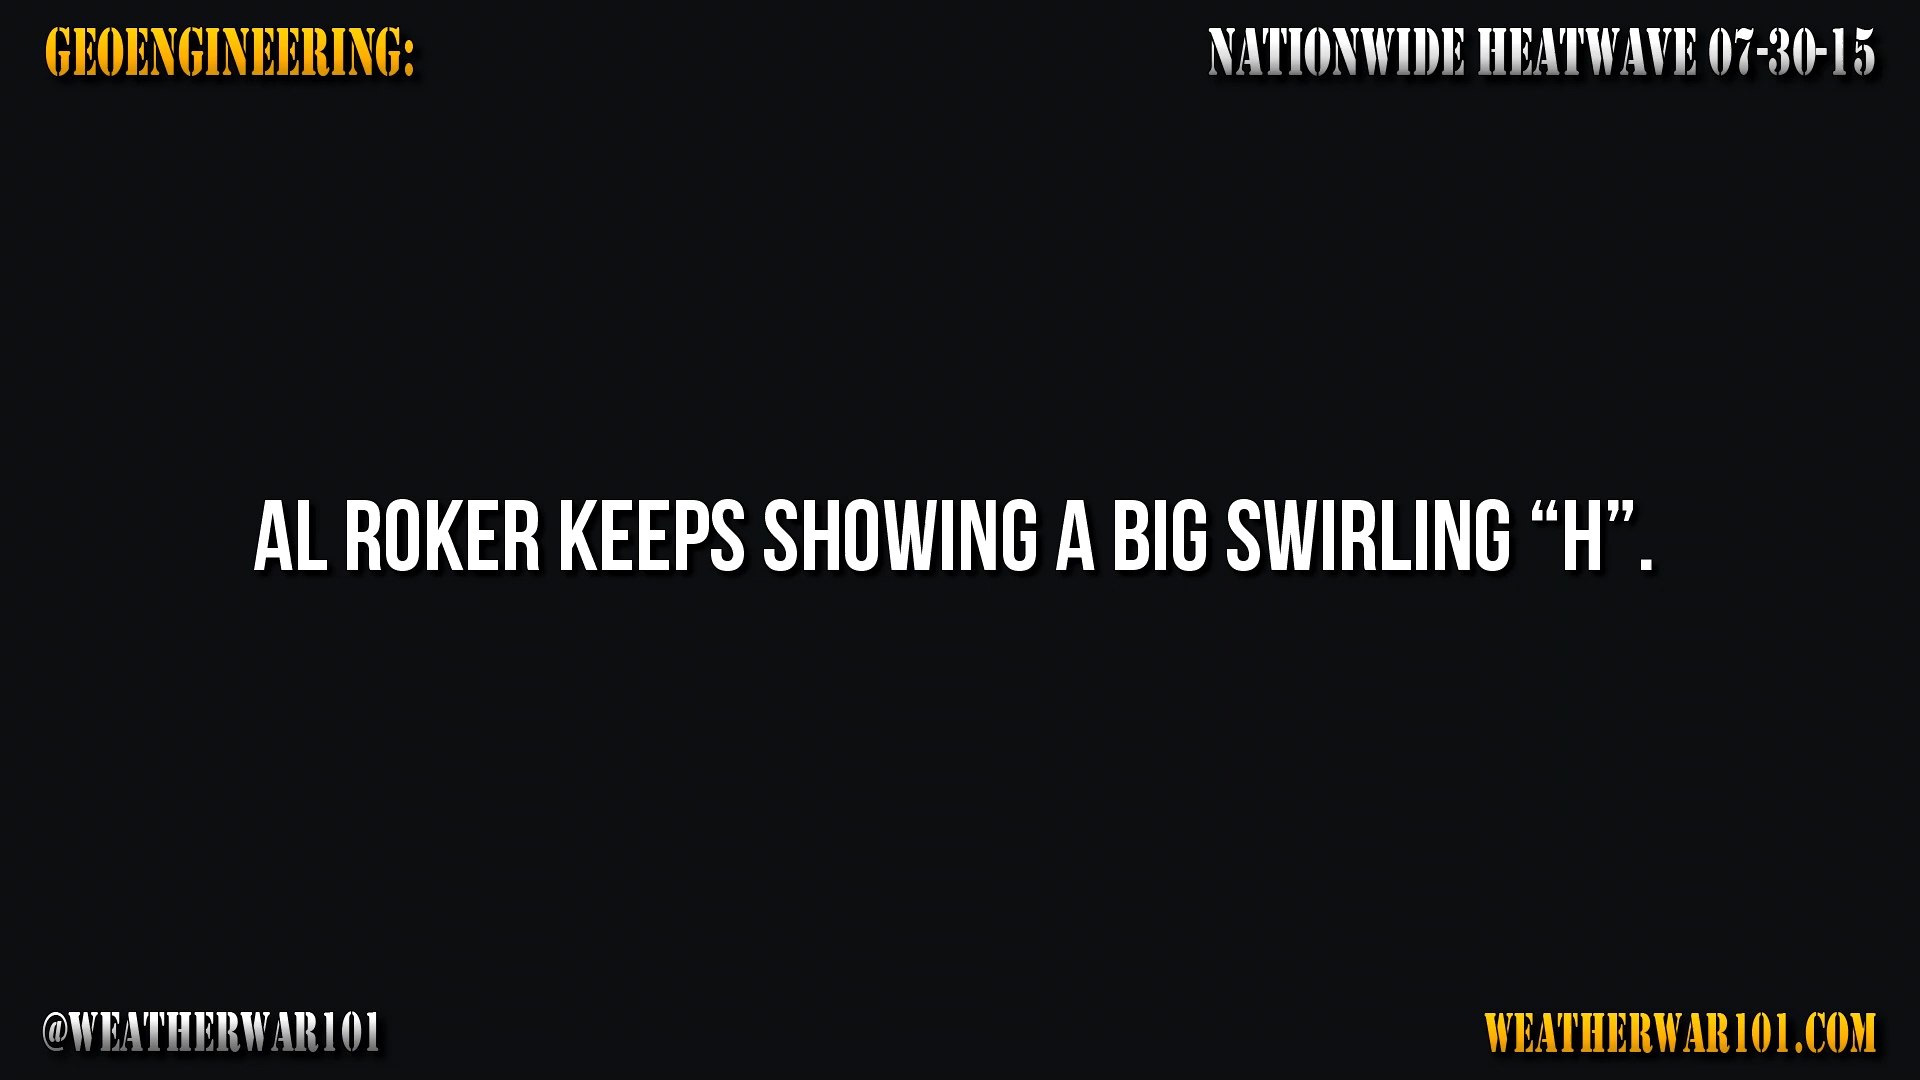 GEOENGINEERING:
NATIONWIDE HEATWAVE 07-30-15
AL ROKER KEEPS SHOWING A BIG SWIRLING “H”.
@WEATHERWAR101
WEATHERWAR101.COM